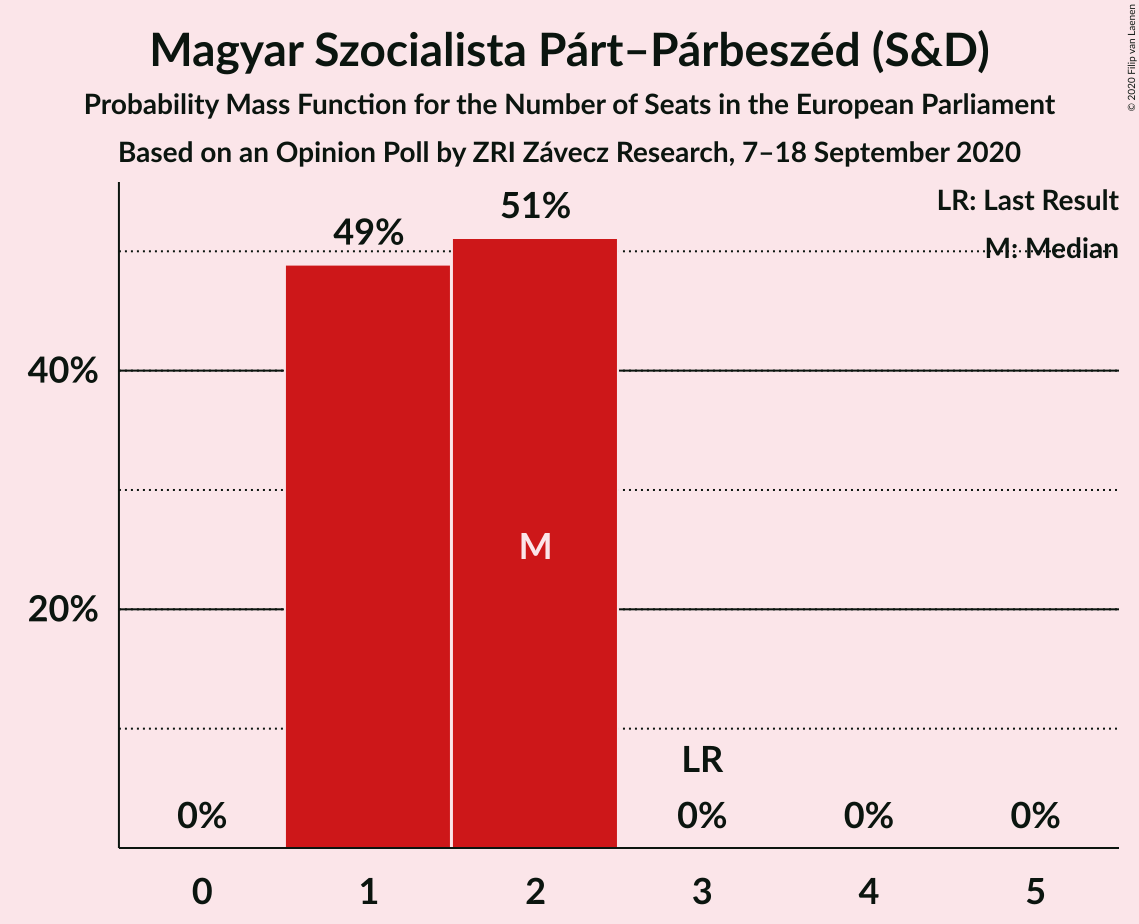 Magyar Szocialista Párt–Párbeszéd (S&D)
Probability Mass Function for the Number of Seats in the European Parliament
Based on an Opinion Poll by ZRI Závecz Research, 7–18 September 2020
© 2020 Filip van Laenen
LR: Last Result
M: Median
51%
49%
40%
M
20%
LR
0% 0% 0% 0%
0 1 2 3 4 5